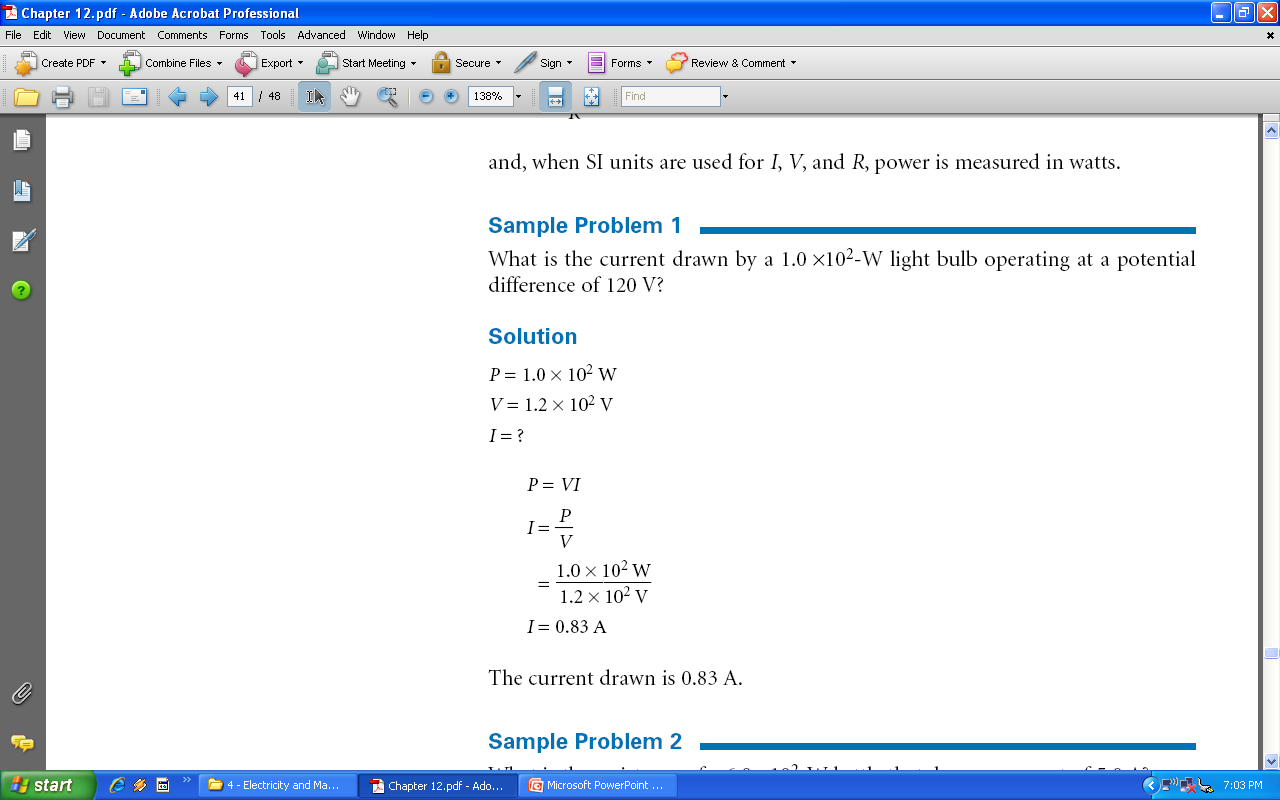 Chapter 12.pdf - Adobe Acrobat Professional
File Edit View Document Comments Forms Tools Advanced Window Help
Create PDF Combine Files Export Start Meeting Secure Sign Forms Review & Comment
41 / 48 138% Find
and, when SI units are used for I, V, and R, power is measured in watts.
Sample Problem 1
What is the current drawn by a 1.0 ×10²-W light bulb operating at a potential
difference of 120 V?
Solution
P = 1.0 × 10² W
V = 1.2 × 10² V
I = ?
P = VI
I = P/V
= 1.0 × 10² W / 1.2 × 10² V
I = 0.83 A
The current drawn is 0.83 A.
Sample Problem 2
start » 4 - Electricity and Ma... Chapter 12.pdf - Ado... Microsoft PowerPoint ... 7:03 PM